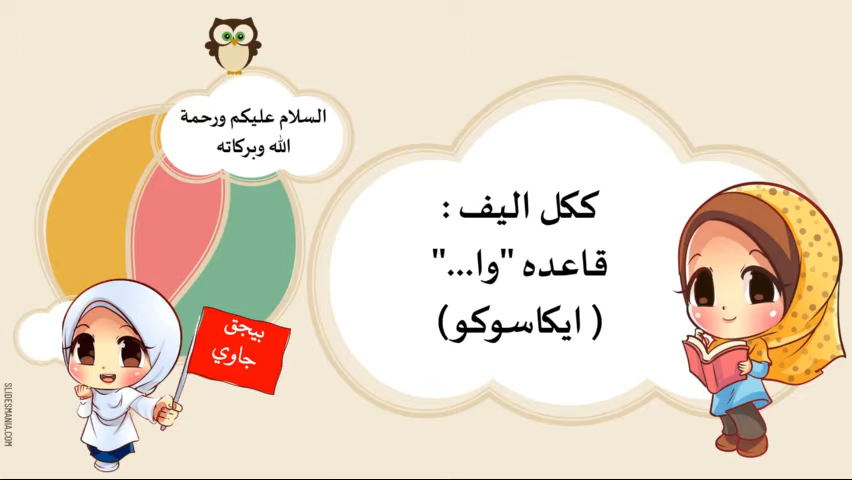 السلام عليكم ورحمة
الله وبركاته
ككل اليف :
قاعده "وا..."
( ايكاسوكو)
بيجق
جاوي
SLIDESMANIA.COM